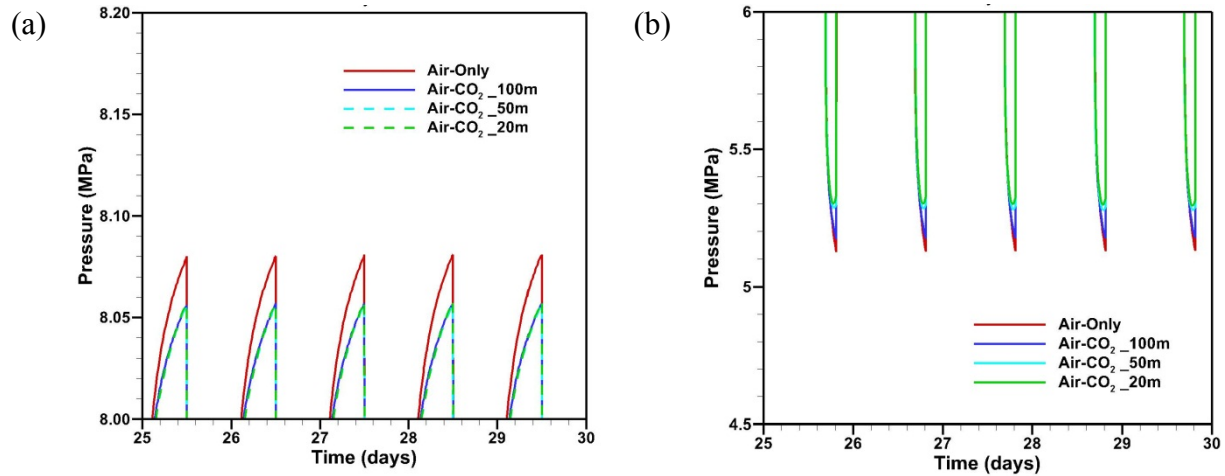 (a)
8.20
8.15
8.10
8.05
8.00
Pressure (MPa)
Air-Only
Air-CO₂ _100m
Air-CO₂ _50m
Air-CO₂ _20m
25 26 27 28 29 30
Time (days)
(b)
6
5.5
5
4.5
Pressure (MPa)
Air-Only
Air-CO₂ _100m
Air-CO₂ _50m
Air-CO₂ _20m
25 26 27 28 29 30
Time (days)